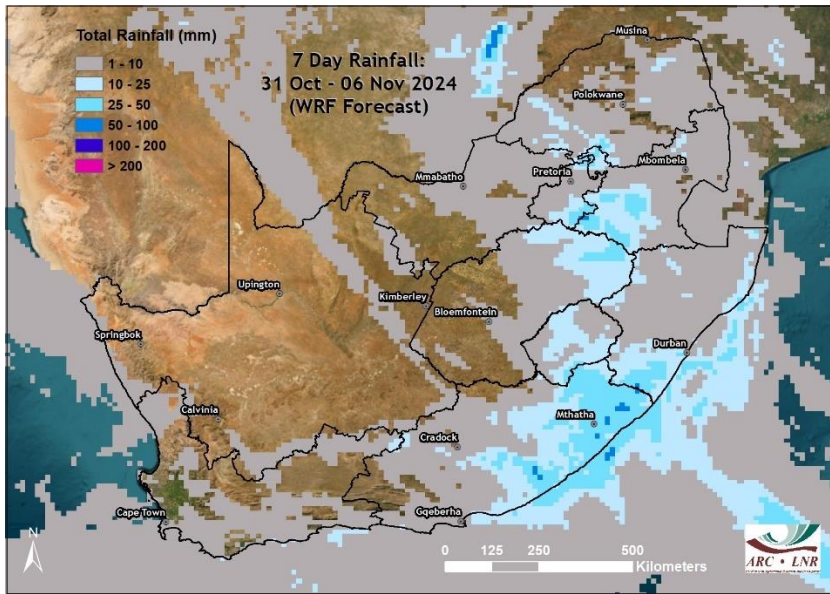 Total Rainfall (mm)
1 - 10
10 - 25
25 - 50
50 - 100
100 - 200
> 200
7 Day Rainfall:
31 Oct - 06 Nov 2024
(WRF Forecast)
Musina
Polokwane
Mbombela
Pretoria
Mmabatho
Upington
Kimberley
Bloemfontein
Springbok
Durban
Calvinia
Mthatha
Cradock
Cape Town
Gqeberha
N
0 125 250 500
Kilometers
ARC • LNR